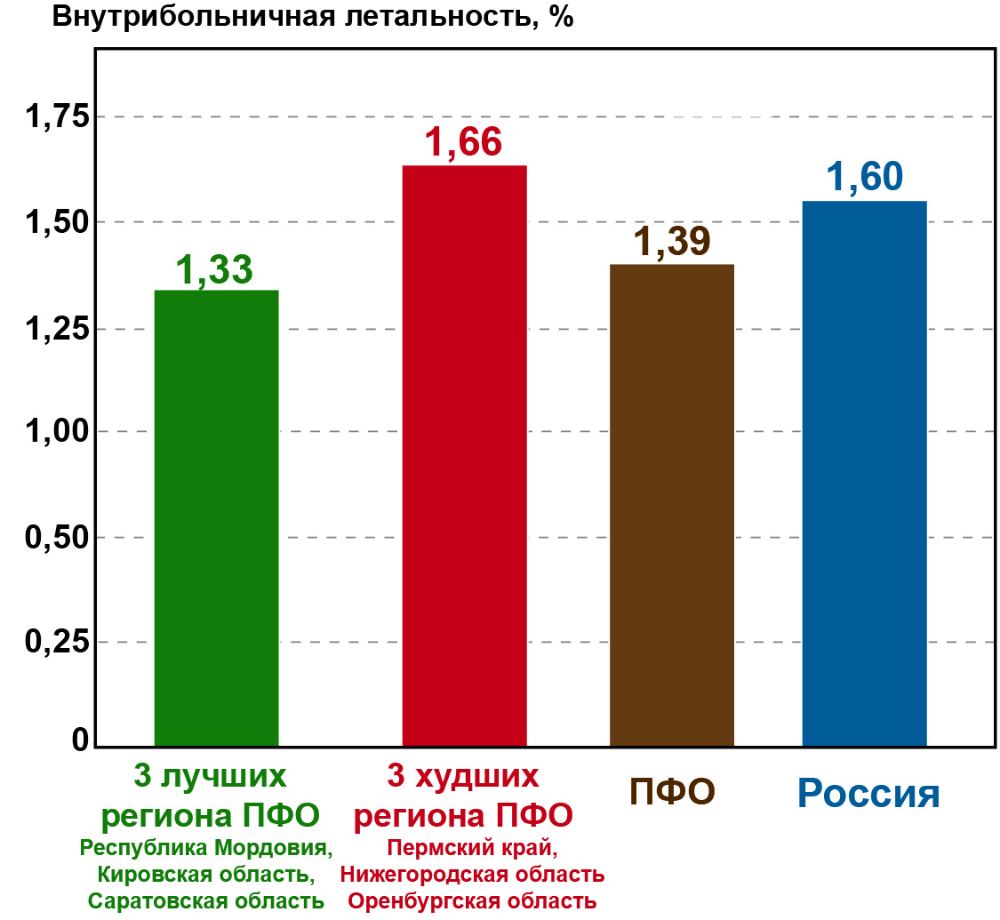 Внутрибольничная летальность, %
1,75
1,50
1,25
1,00
0,50
0,25
0
1,33
1,66
1,39
1,60
3 лучших
региона ПФО
Республика Мордовия,
Кировская область,
Саратовская область
3 худших
региона ПФО
Пермский край,
Нижегородская область
Оренбургская область
ПФО
Россия